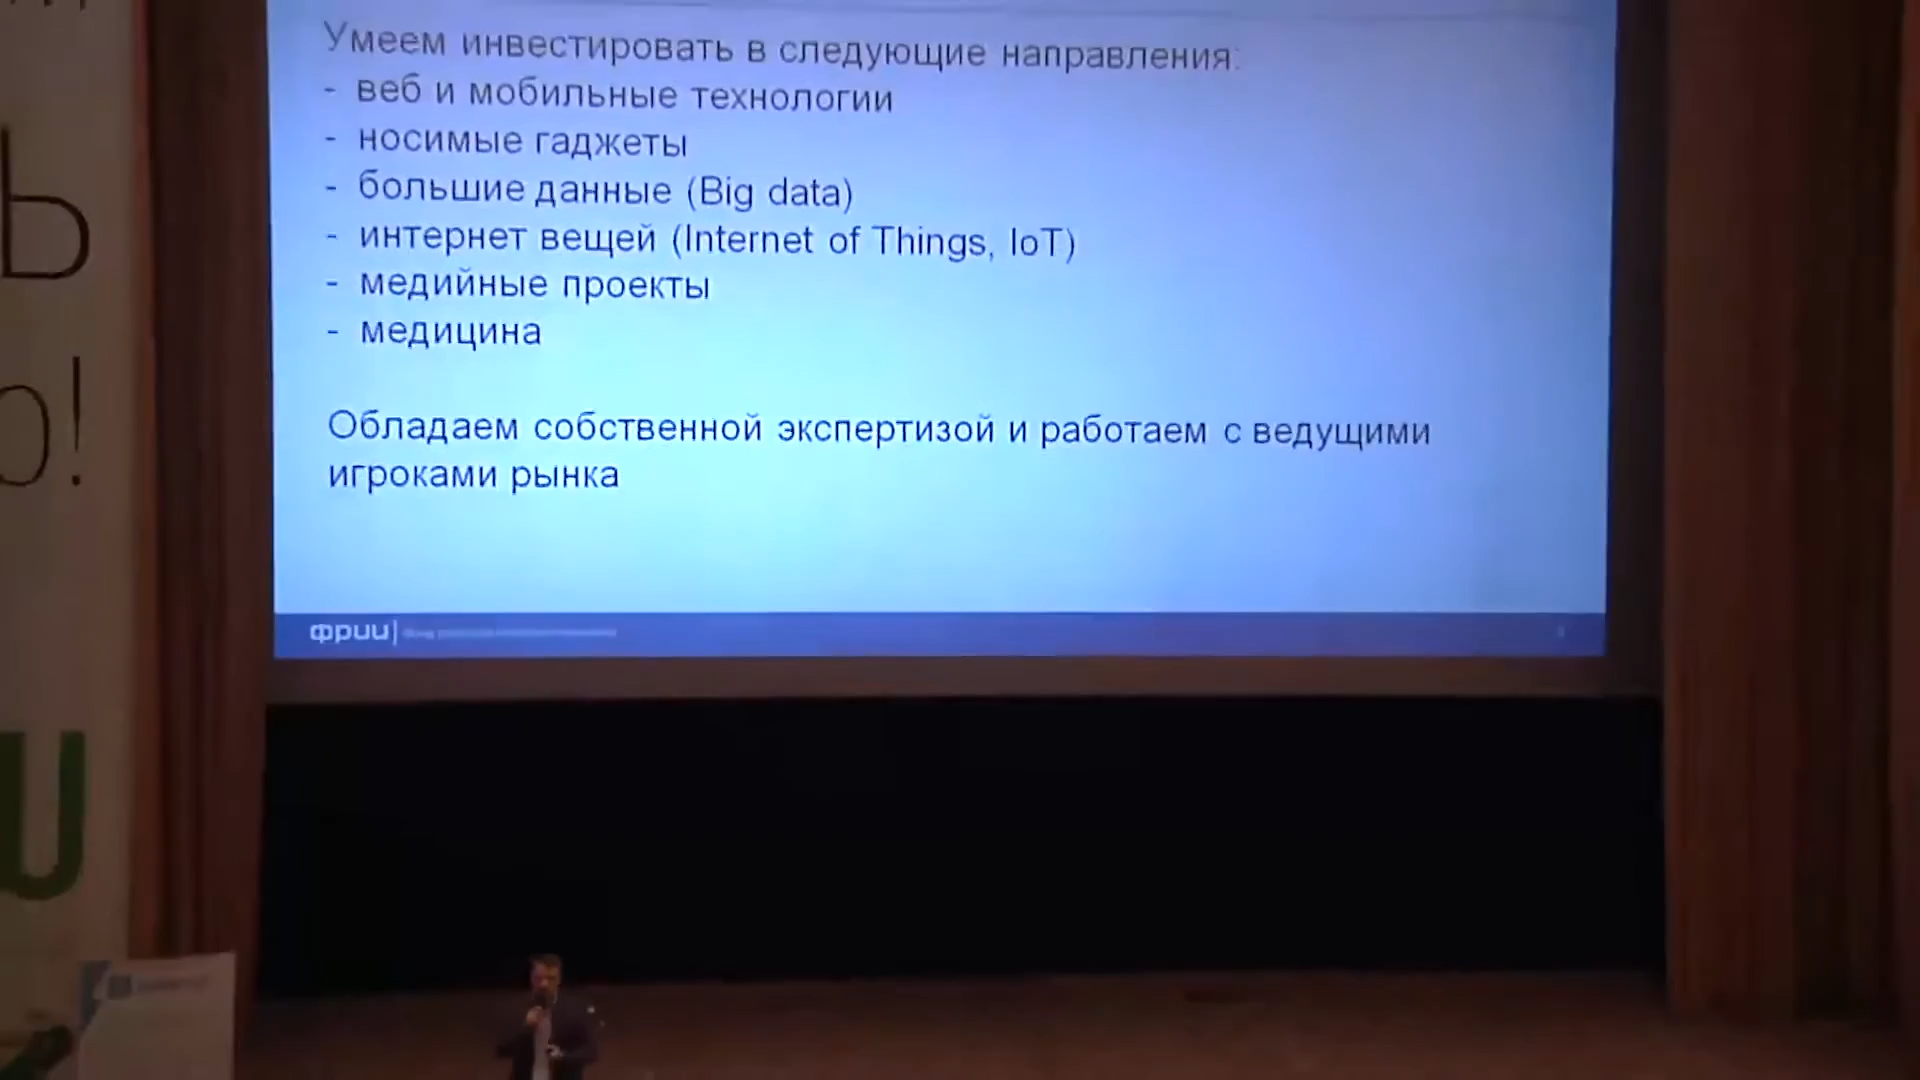 Умеем инвестировать в следующие направления:
- веб и мобильные технологии
- носимые гаджеты
- большие данные (Big data)
- интернет вещей (Internet of Things, IoT)
- медийные проекты
- медицина
Обладаем собственной экспертизой и работаем с ведущими
игроками рынка
фрии
Ь
о!
U